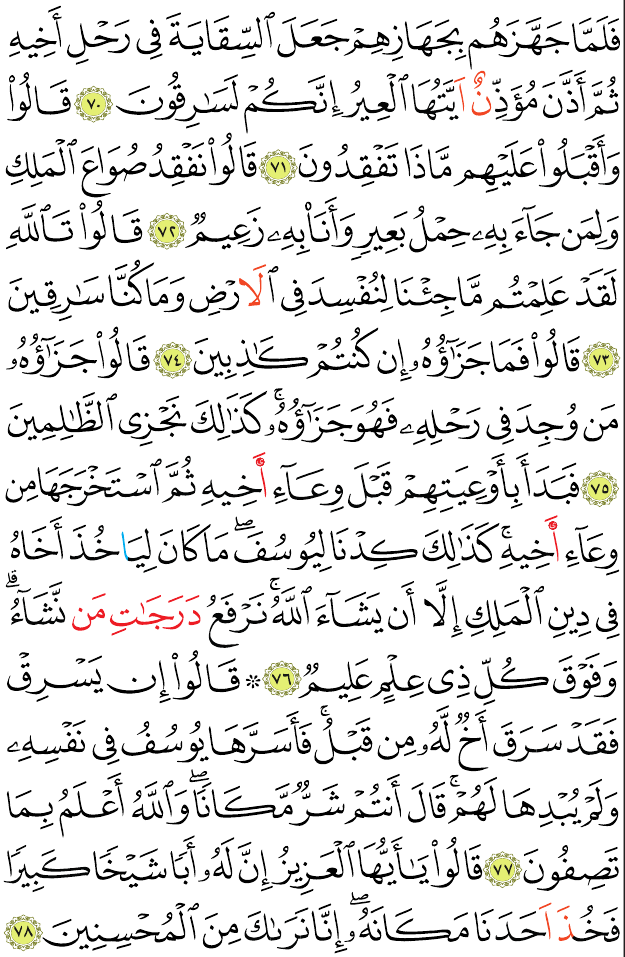 فَلَمَّا جَهَّزَهُم بِجَهَازِهِمْ جَعَلَ ٱلسِّقَايَةَ فِى رَحْلِ أَخِيهِ
ثُمَّ أَذَّنَ مُؤَذِّنٌ اَيَّتُهَا ٱلْعِيرُ إِنَّكُمْ لَسَٰرِقُونَ ٧٠ قَالُوا۟
وَأَقْبَلُوا۟ عَلَيْهِم مَّاذَا تَفْقِدُونَ ٧١ قَالُوا۟ نَفْقِدُ صُوَاعَ ٱلْمَلِكِ
وَلِمَن جَآءَ بِهِۦ حِمْلُ بَعِيرٍ وَأَنَا۠ بِهِۦ زَعِيمٌ ٧٢ قَالُوا۟ تَٱللَّهِ
لَقَدْ عَلِمْتُم مَّا جِئْنَا لِنُفْسِدَ فِى ٱلَارْضِ وَمَا كُنَّا سَٰرِقِينَ
٧٣ قَالُوا۟ فَمَا جَزَٰٓؤُهُۥٓ إِن كُنتُمْ كَٰذِبِينَ ٧٤ قَالُوا۟ جَزَٰٓؤُهُۥ
مَن وُجِدَ فِى رَحْلِهِۦ فَهُوَ جَزَٰٓؤُهُۥ ۚ كَذَٰلِكَ نَجْزِى ٱلظَّٰلِمِينَ
٧٥ فَبَدَأَ بِأَوْعِيَتِهِمْ قَبْلَ وِعَآءِ أَخِيهِ ثُمَّ ٱسْتَخْرَجَهَا مِن
وِعَآءِ أَخِيهِ ۚ كَذَٰلِكَ كِدْنَا لِيُوسُفَ ۖ مَا كَانَ لِيَاخُذَ أَخَاهُ
فِى دِينِ ٱلْمَلِكِ إِلَّآ أَن يَشَآءَ ٱللَّهُ ۚ نَرْفَعُ دَرَجَٰتِ مَن نَّشَآءُ ۗ
وَفَوْقَ كُلِّ ذِى عِلْمٍ عَلِيمٌ ٧٦ ۞ قَالُوٓا۟ إِن يَسْرِقْ
فَقَدْ سَرَقَ أَخٌ لَّهُۥ مِن قَبْلُ ۚ فَأَسَرَّهَا يُوسُفُ فِى نَفْسِهِۦ
وَلَمْ يُبْدِهَا لَهُمْ ۚ قَالَ أَنتُمْ شَرٌّ مَّكَانًا ۖ وَٱللَّهُ أَعْلَمُ بِمَا
تَصِفُونَ ٧٧ قَالُوا۟ يَٰٓأَيُّهَا ٱلْعَزِيزُ إِنَّ لَهُۥٓ أَبًا شَيْخًا كَبِيرًا
فَخُذَ اَحَدَنَا مَكَانَهُۥٓ ۖ إِنَّا نَرَىٰكَ مِنَ ٱلْمُحْسِنِينَ ٧٨